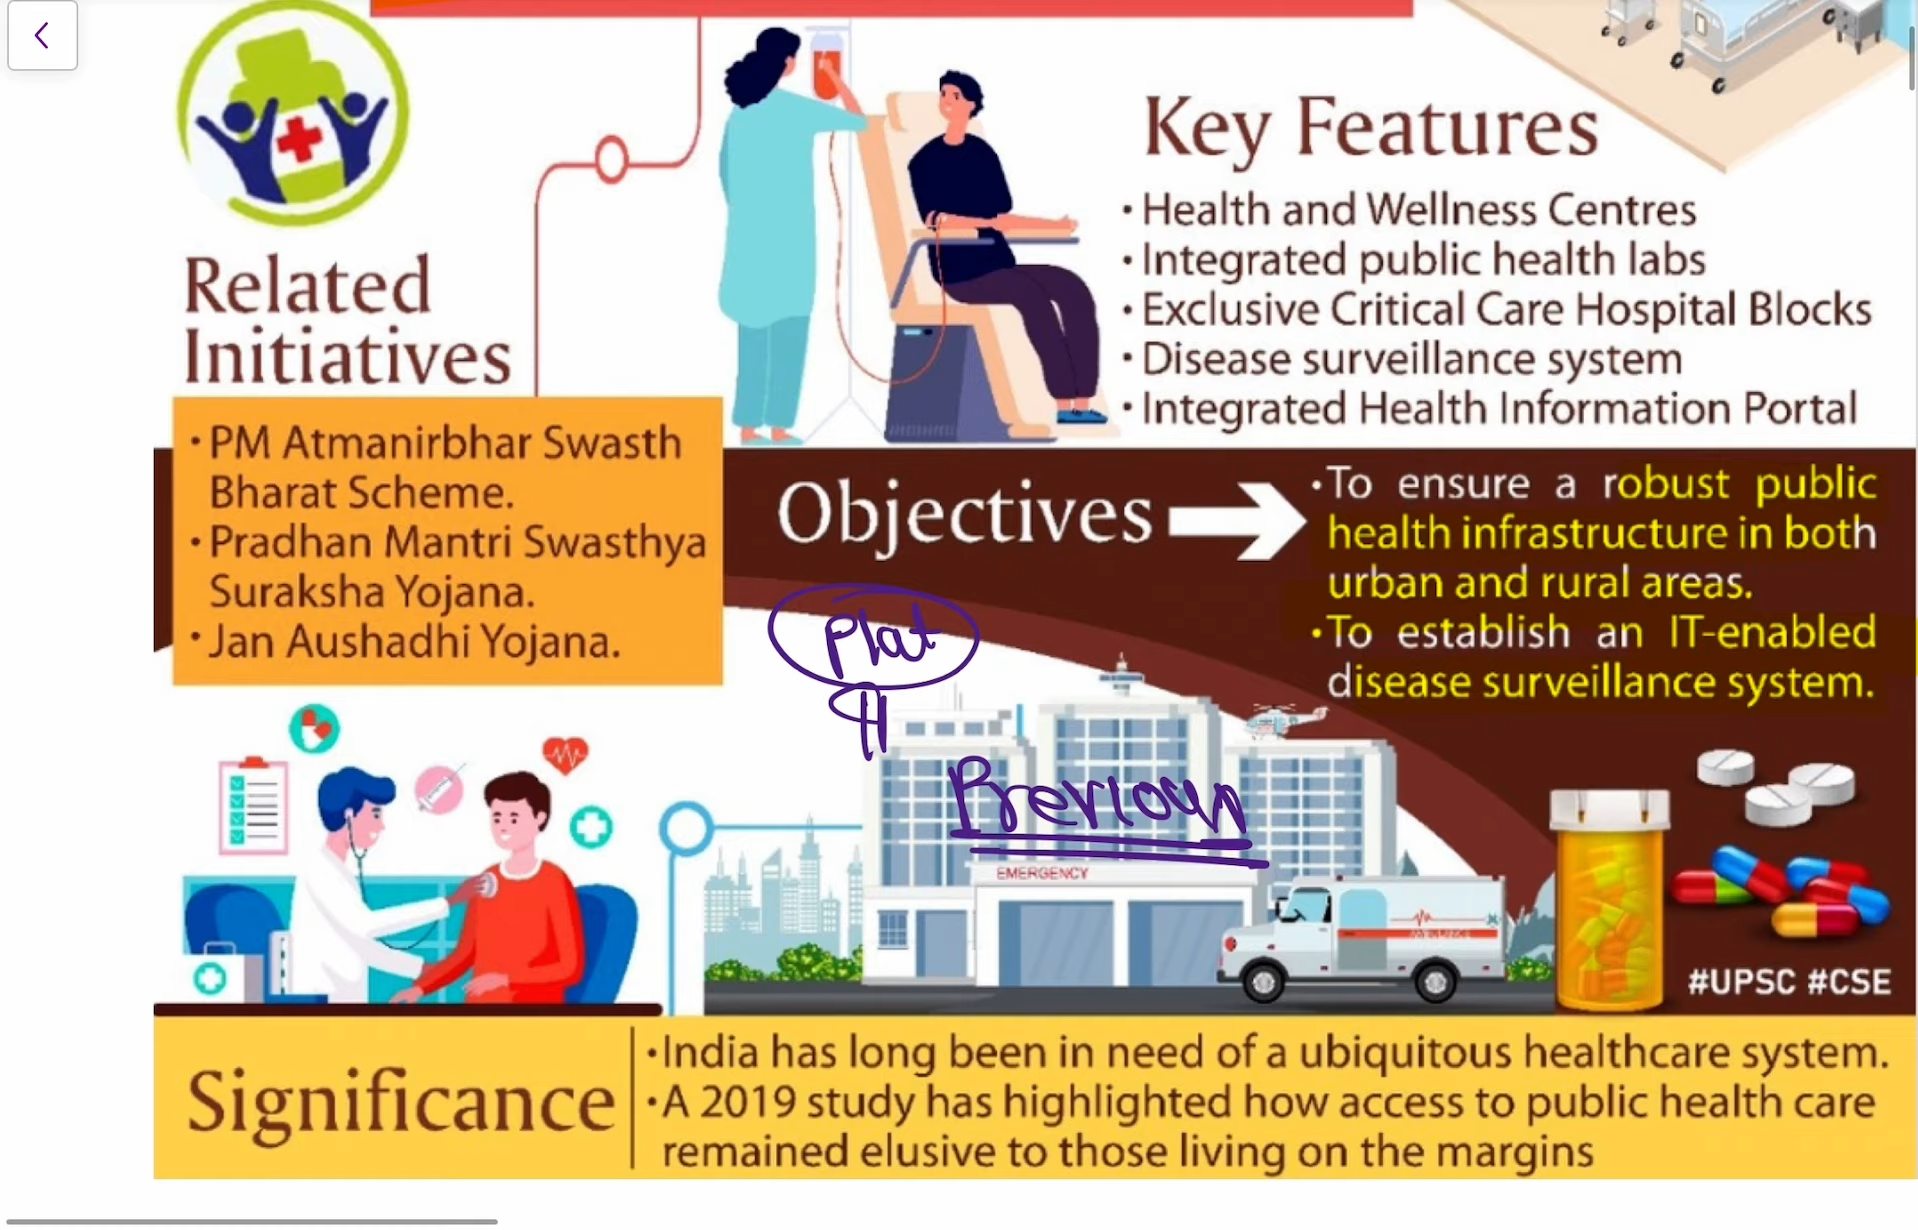 Related
Initiatives
• PM Atmanirbhar Swasth
Bharat Scheme.
• Pradhan Mantri Swasthya
Suraksha Yojana.
• Jan Aushadhi Yojana.
Key Features
• Health and Wellness Centres
• Integrated public health labs
• Exclusive Critical Care Hospital Blocks
• Disease surveillance system
• Integrated Health Information Portal
Objectives
• To ensure a robust public
health infrastructure in both
urban and rural areas.
• To establish an IT-enabled
disease surveillance system.
Plat
Previous
EMERGENCY
#UPSC #CSE
Significance
• India has long been in need of a ubiquitous healthcare system.
• A 2019 study has highlighted how access to public health care
remained elusive to those living on the margins